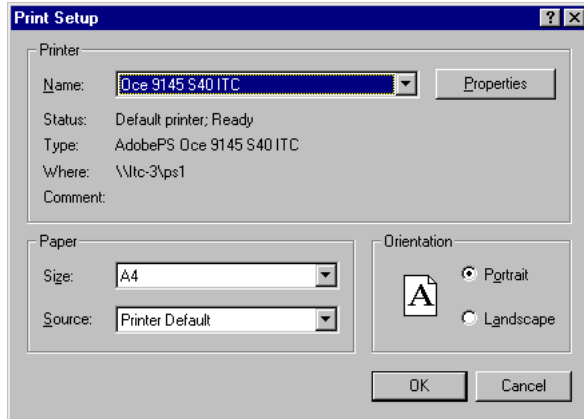 Print Setup
Printer
Name: Oce 9145 S40 ITC Properties
Status: Default printer; Ready
Type: AdobePS Oce 9145 S40 ITC
Where: \\ltc-3\ps1
Comment:
Paper
Size: A4
Source: Printer Default
Orientation
A
Portrait
Landscape
OK Cancel